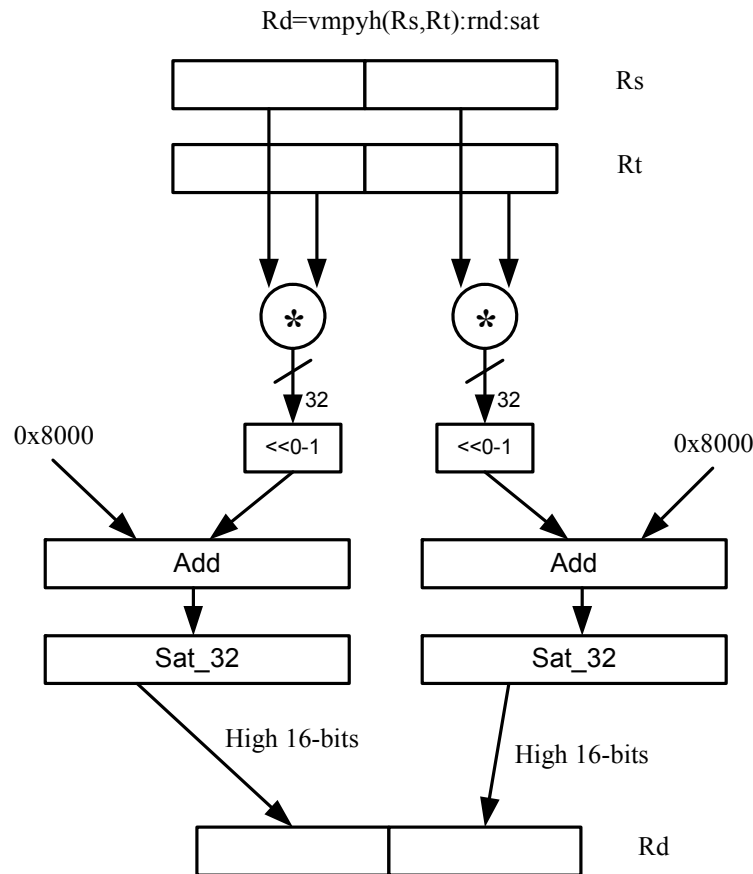 Rd=vmpyh(Rs,Rt):rnd:sat
Rs
Rt
*
*
32
32
0x8000
<<0-1
<<0-1
0x8000
Add
Add
Sat_32
Sat_32
High 16-bits
High 16-bits
Rd